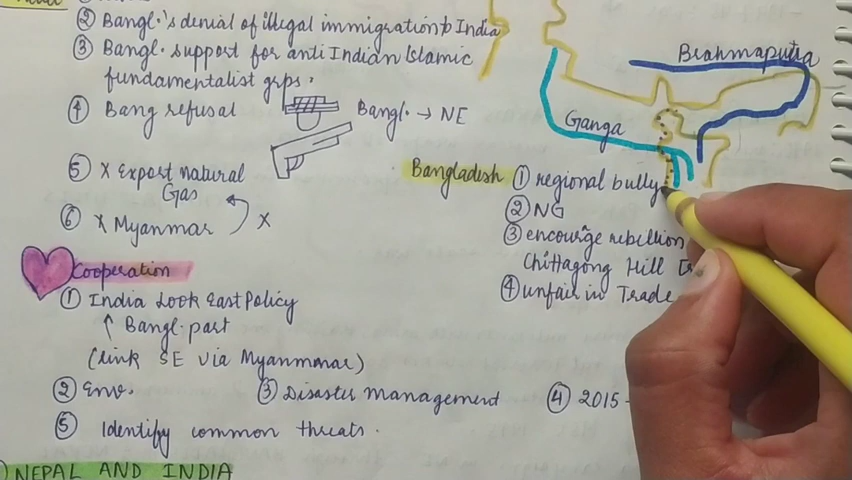 ② Bangl.'s denial of illegal immigration to India
③ Bangl. support for anti Indian Islamic
fundamentalist grps.
④ Bang refusal
Bangl. → NE
⑤ x Export natural
Gas
⑥ x Myanmar
x
Cooperation
① India Look East Policy
↑ Bangl. part
(link SE via Myanmonar)
② Env.
③ Disaster management
④ 2015-
⑤ Identify common threats.
NEPAL AND INDIA
Brahmaputra
Ganga
Bangladesh
① regional bully
② NG
③ encourge rebellion
Chittagong Hill
④ unfair in Trade